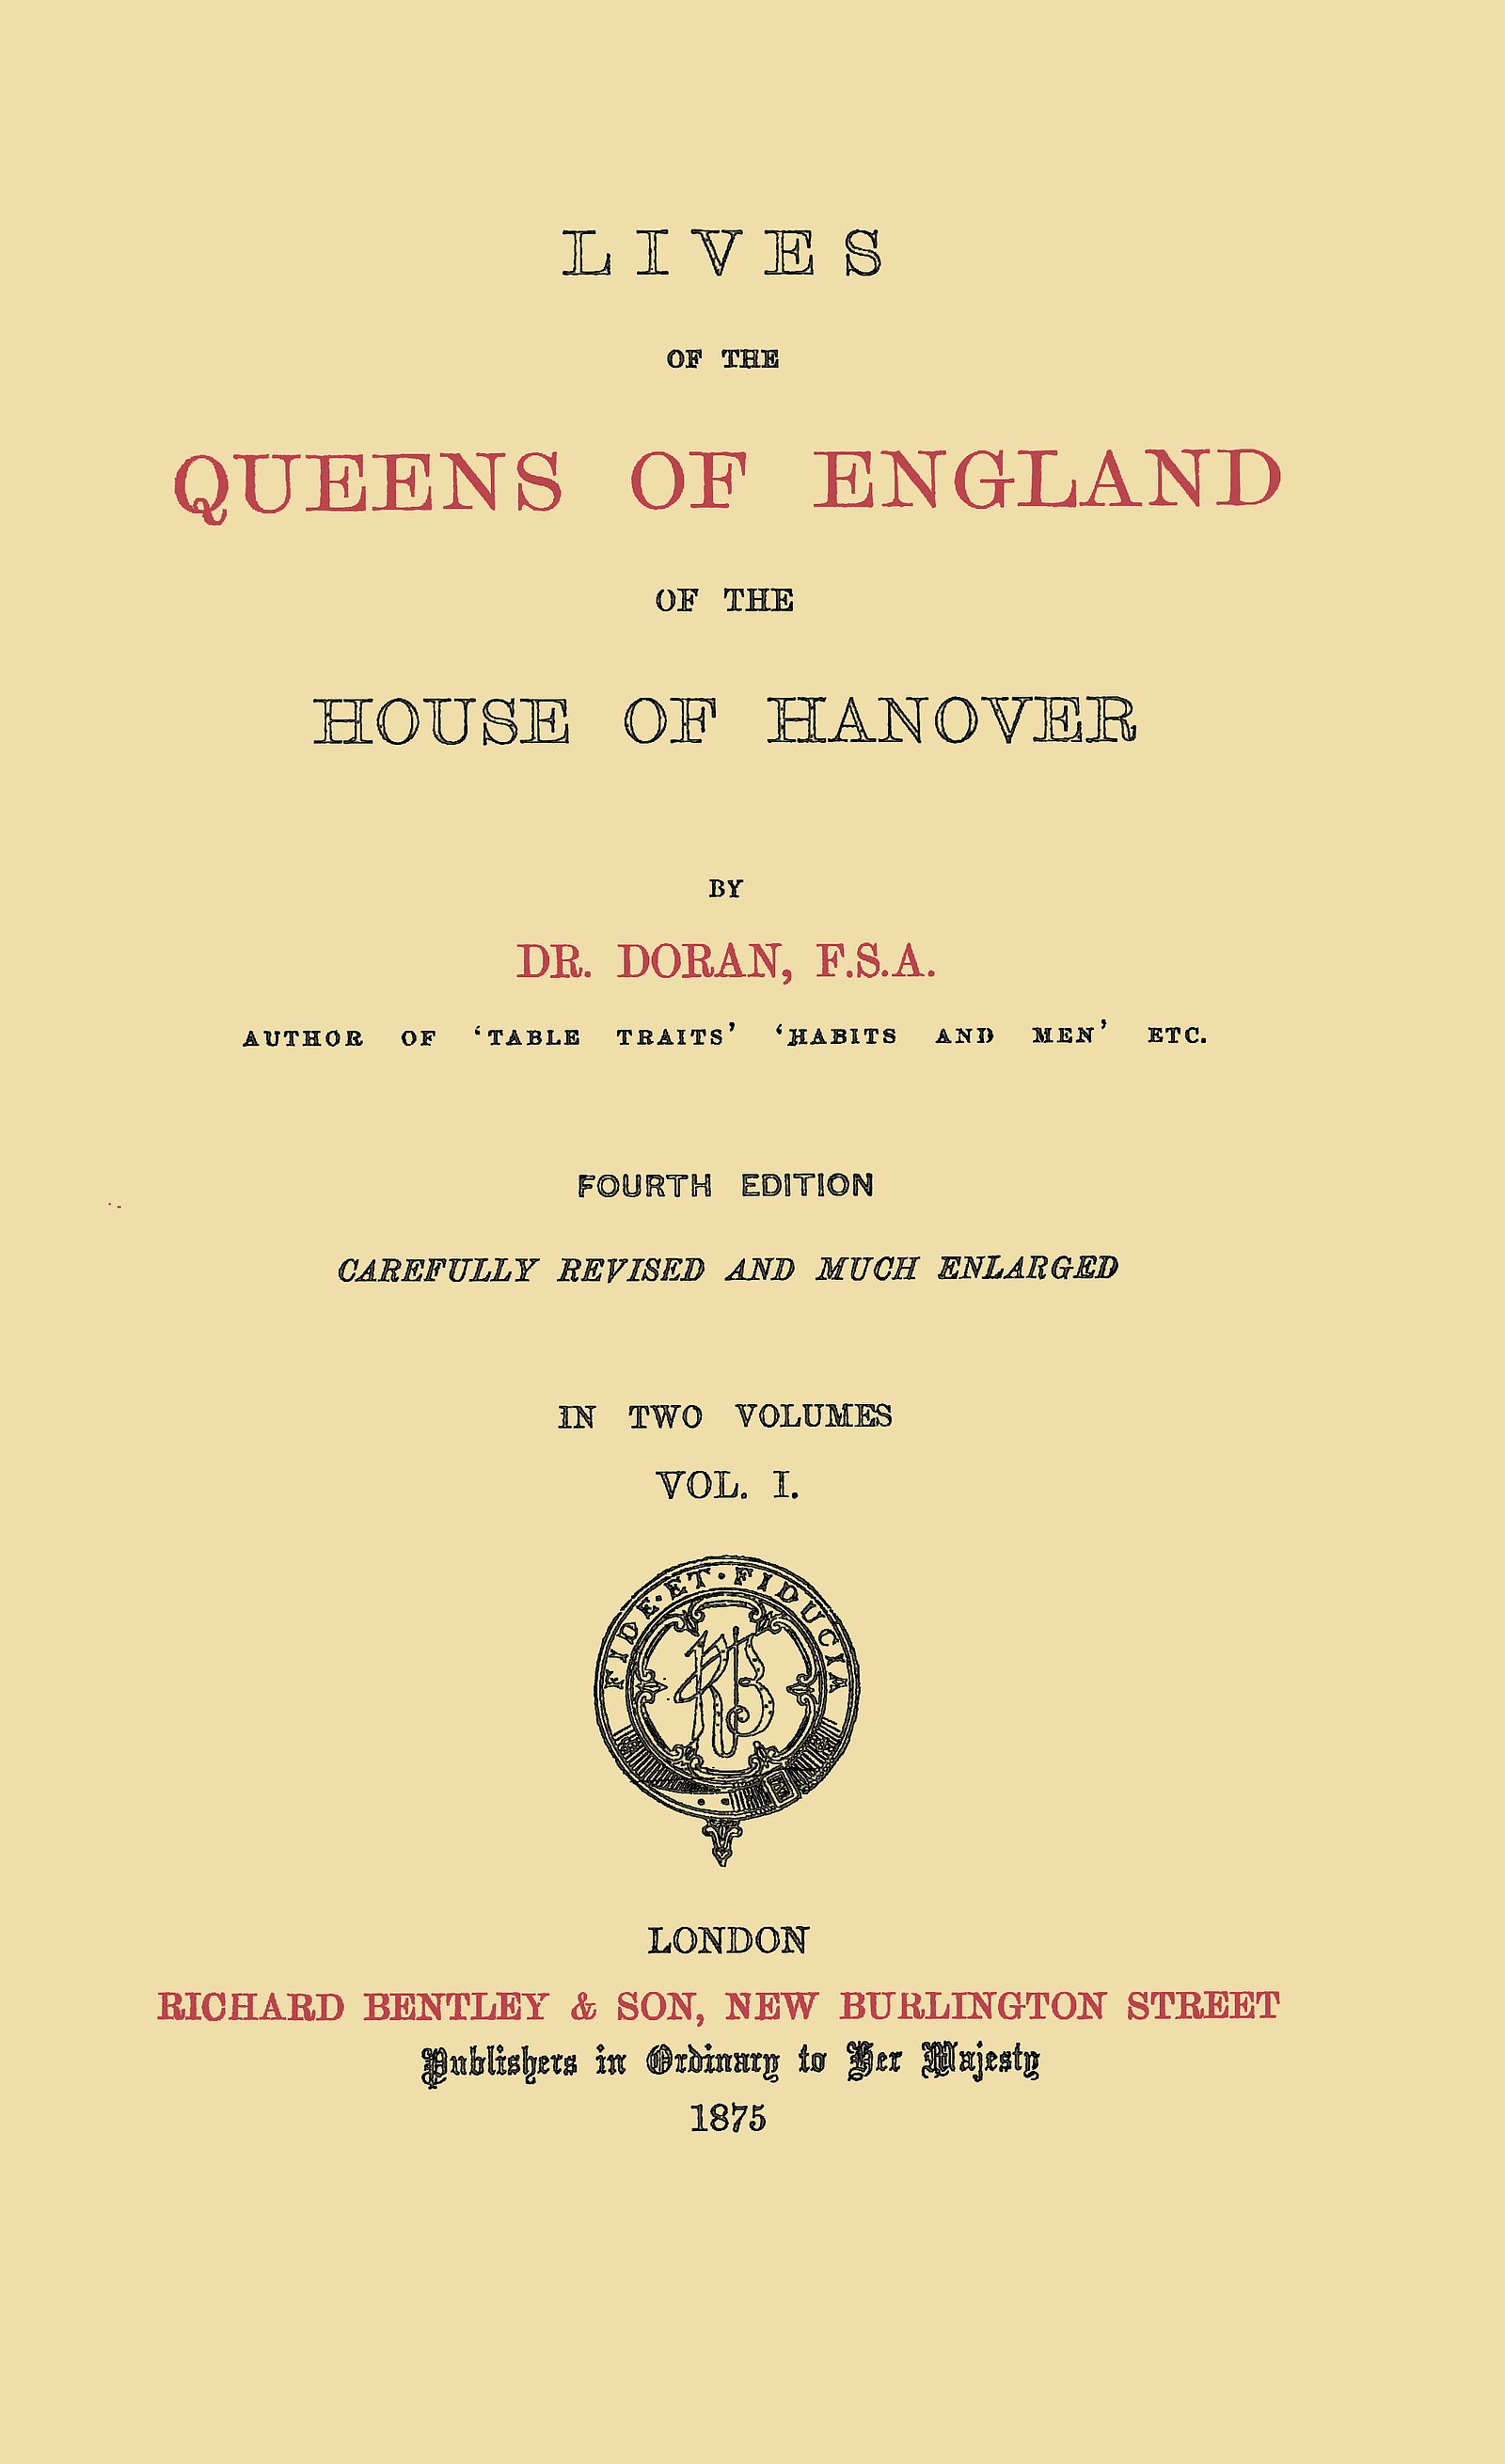 LIVES
OF THE
QUEENS OF ENGLAND
OF THE
HOUSE OF HANOVER
BY
DR. DORAN, F.S.A.
AUTHOR OF ‘TABLE TRAITS’ ‘HABITS AND MEN’ ETC.
FOURTH EDITION
CAREFULLY REVISED AND MUCH ENLARGED
IN TWO VOLUMES
VOL. I.
FIDE·ET·FIDUCIA
RB
LONDON
RICHARD BENTLEY & SON, NEW BURLINGTON STREET
Publishers in Ordinary to Her Majesty
1875